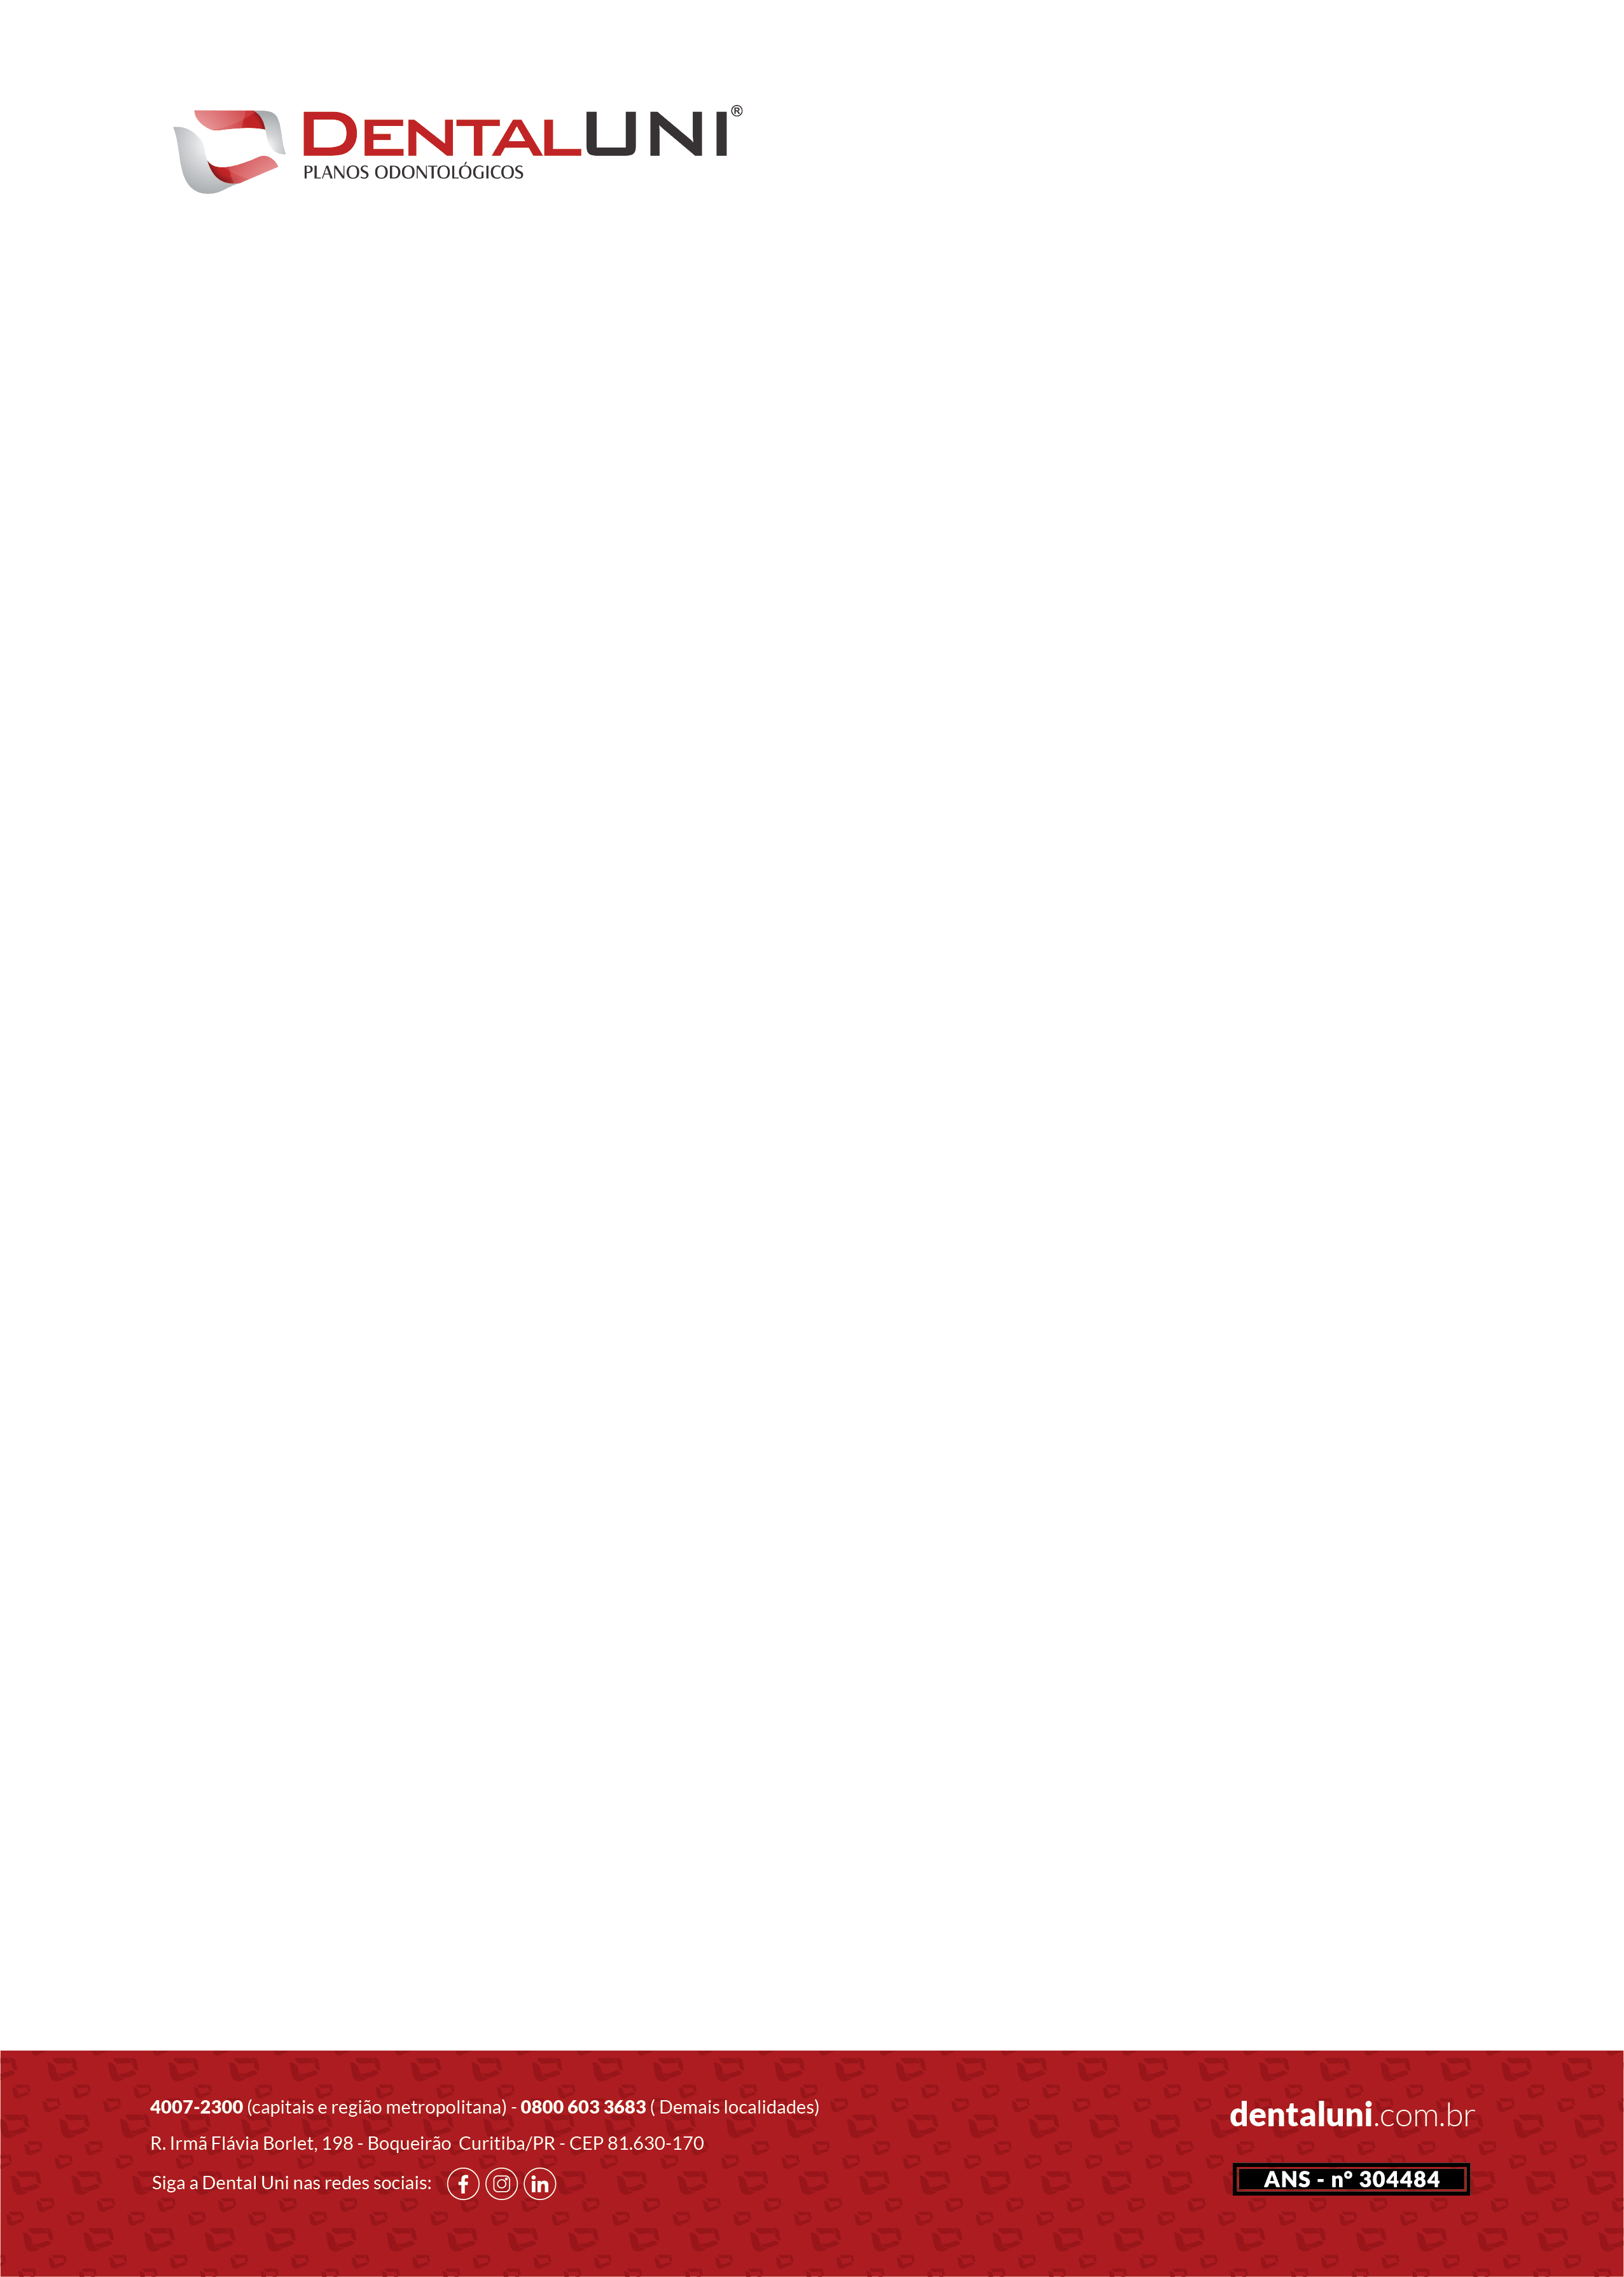 DENTALUNI®
PLANOS ODONTOLÓGICOS
4007-2300 (capitais e região metropolitana) - 0800 603 3683 ( Demais localidades)
R. Irmã Flávia Borlet, 198 - Boqueirão  Curitiba/PR - CEP 81.630-170
Siga a Dental Uni nas redes sociais:
dentaluni.com.br
ANS - nº 304484